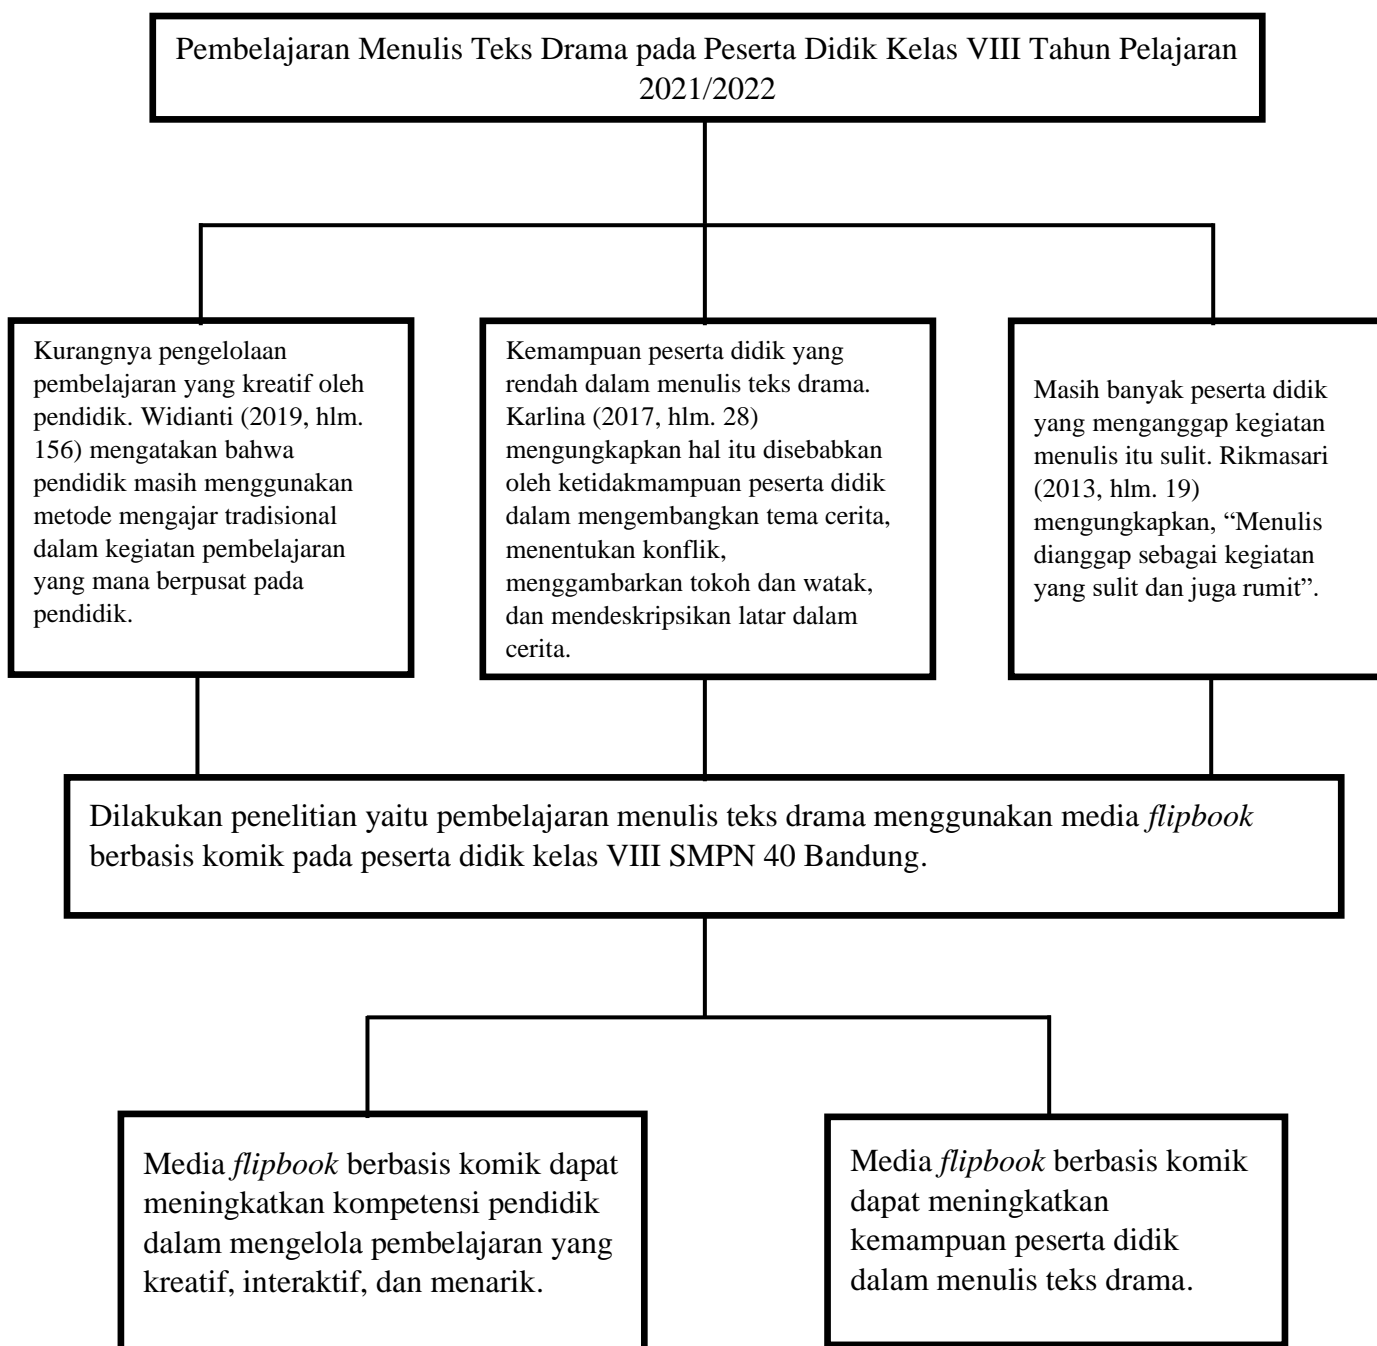 Pembelajaran Menulis Teks Drama pada Peserta Didik Kelas VIII Tahun Pelajaran
2021/2022
Kurangnya pengelolaan
pembelajaran yang kreatif oleh
pendidik. Widianti (2019, hlm.
156) mengatakan bahwa
pendidik masih menggunakan
metode mengajar tradisional
dalam kegiatan pembelajaran
yang mana berpusat pada
pendidik.
Kemampuan peserta didik yang
rendah dalam menulis teks drama.
Karlina (2017, hlm. 28)
mengungkapkan hal itu disebabkan
oleh ketidakmampuan peserta didik
dalam mengembangkan tema cerita,
menentukan konflik,
menggambarkan tokoh dan watak,
dan mendeskripsikan latar dalam
cerita.
Masih banyak peserta didik
yang menganggap kegiatan
menulis itu sulit. Rikmasari
(2013, hlm. 19)
mengungkapkan, “Menulis
dianggap sebagai kegiatan
yang sulit dan juga rumit”.
Dilakukan penelitian yaitu pembelajaran menulis teks drama menggunakan media flipbook
berbasis komik pada peserta didik kelas VIII SMPN 40 Bandung.
Media flipbook berbasis komik dapat
meningkatkan kompetensi pendidik
dalam mengelola pembelajaran yang
kreatif, interaktif, dan menarik.
Media flipbook berbasis komik
dapat meningkatkan
kemampuan peserta didik
dalam menulis teks drama.